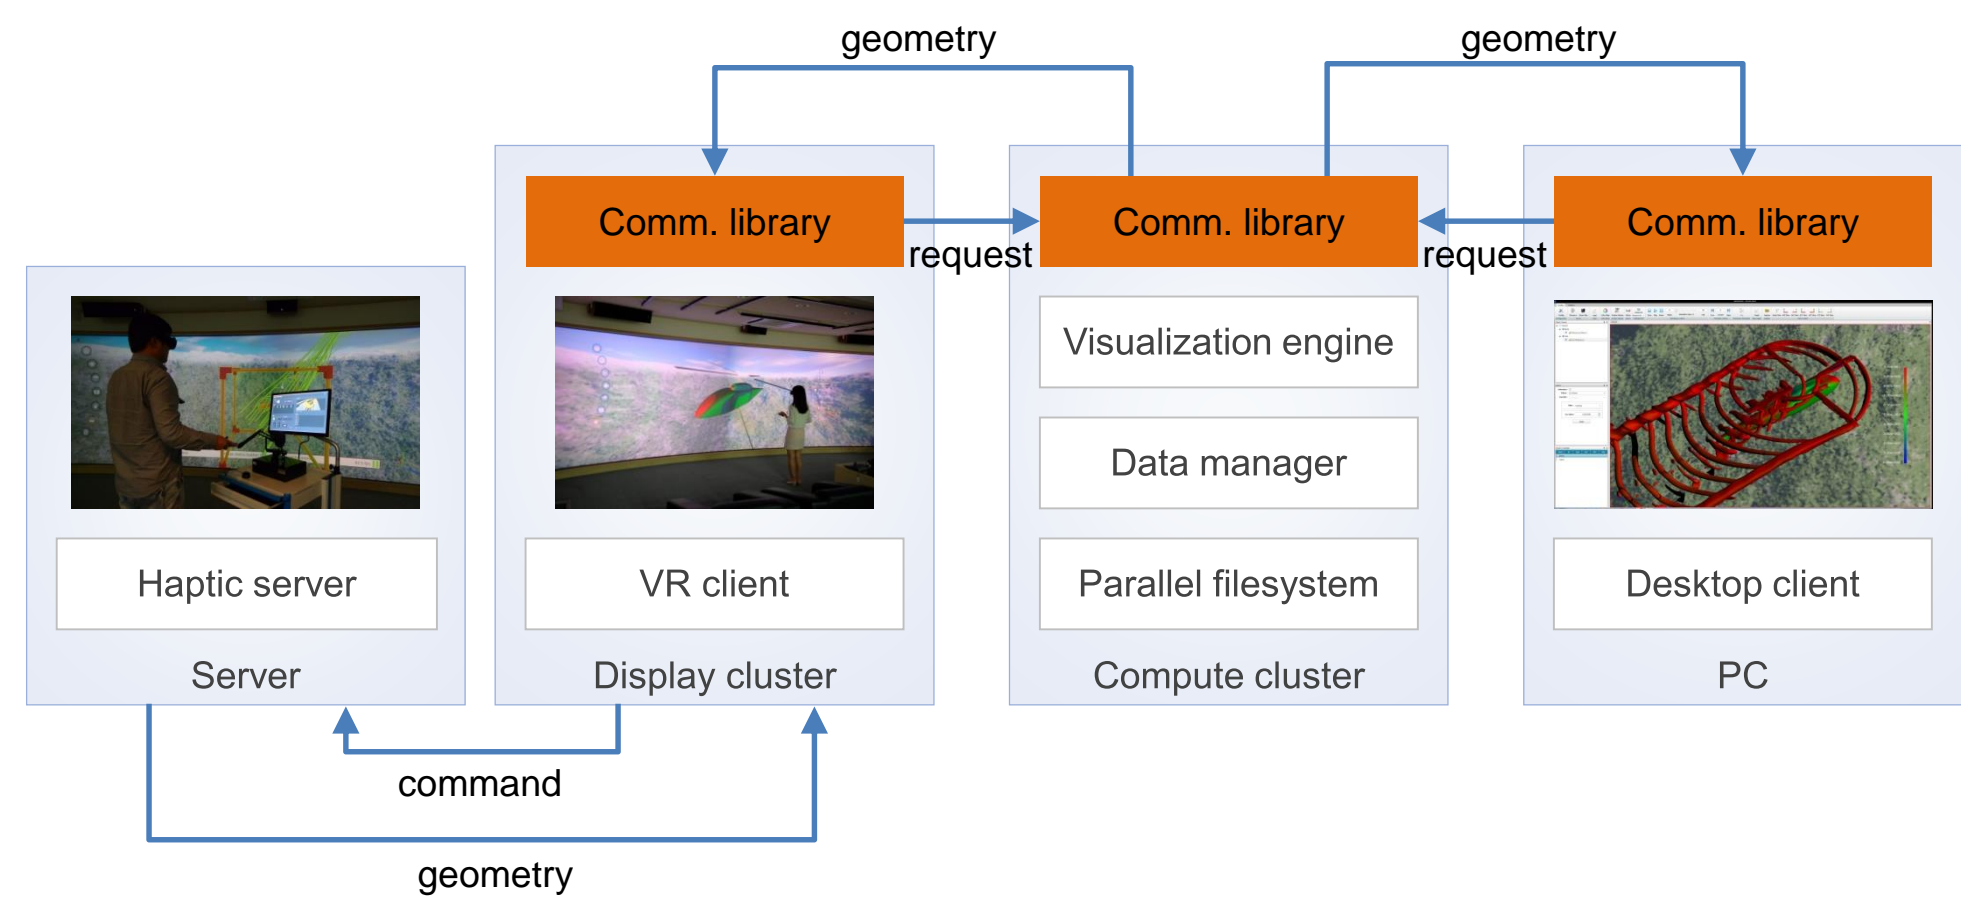 geometry
geometry
Comm. library
Comm. library
Comm. library
request
request
Visualization engine
Data manager
Haptic server
VR client
Parallel filesystem
Desktop client
Server
Display cluster
Compute cluster
PC
command
geometry